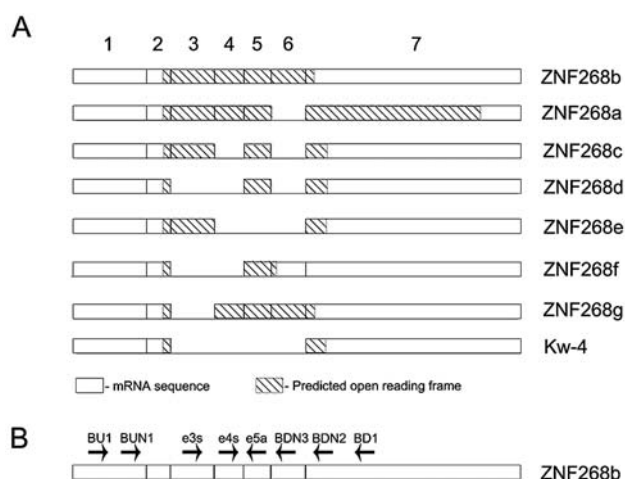 A
1 2 3 4 5 6 7
ZNF268b
ZNF268a
ZNF268c
ZNF268d
ZNF268e
ZNF268f
ZNF268g
Kw-4
- mRNA sequence - Predicted open reading frame
B
BU1 BUN1 e3s e4s e5a BDN3 BDN2 BD1
ZNF268b